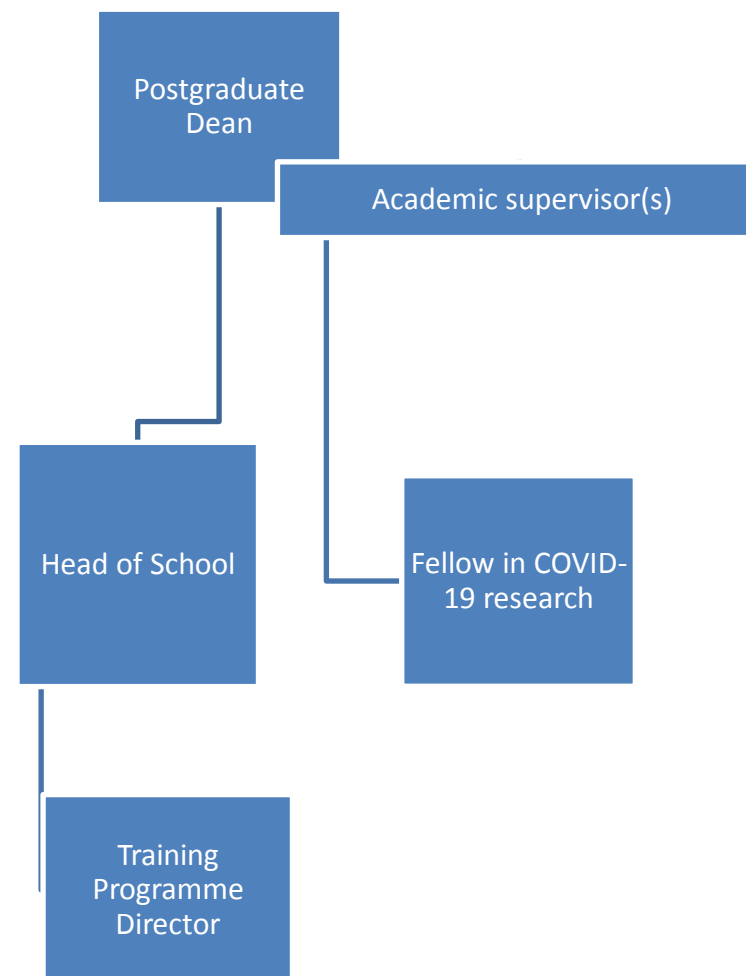 Postgraduate
Dean
Academic supervisor(s)
Head of School
Fellow in COVID-
19 research
Training
Programme
Director